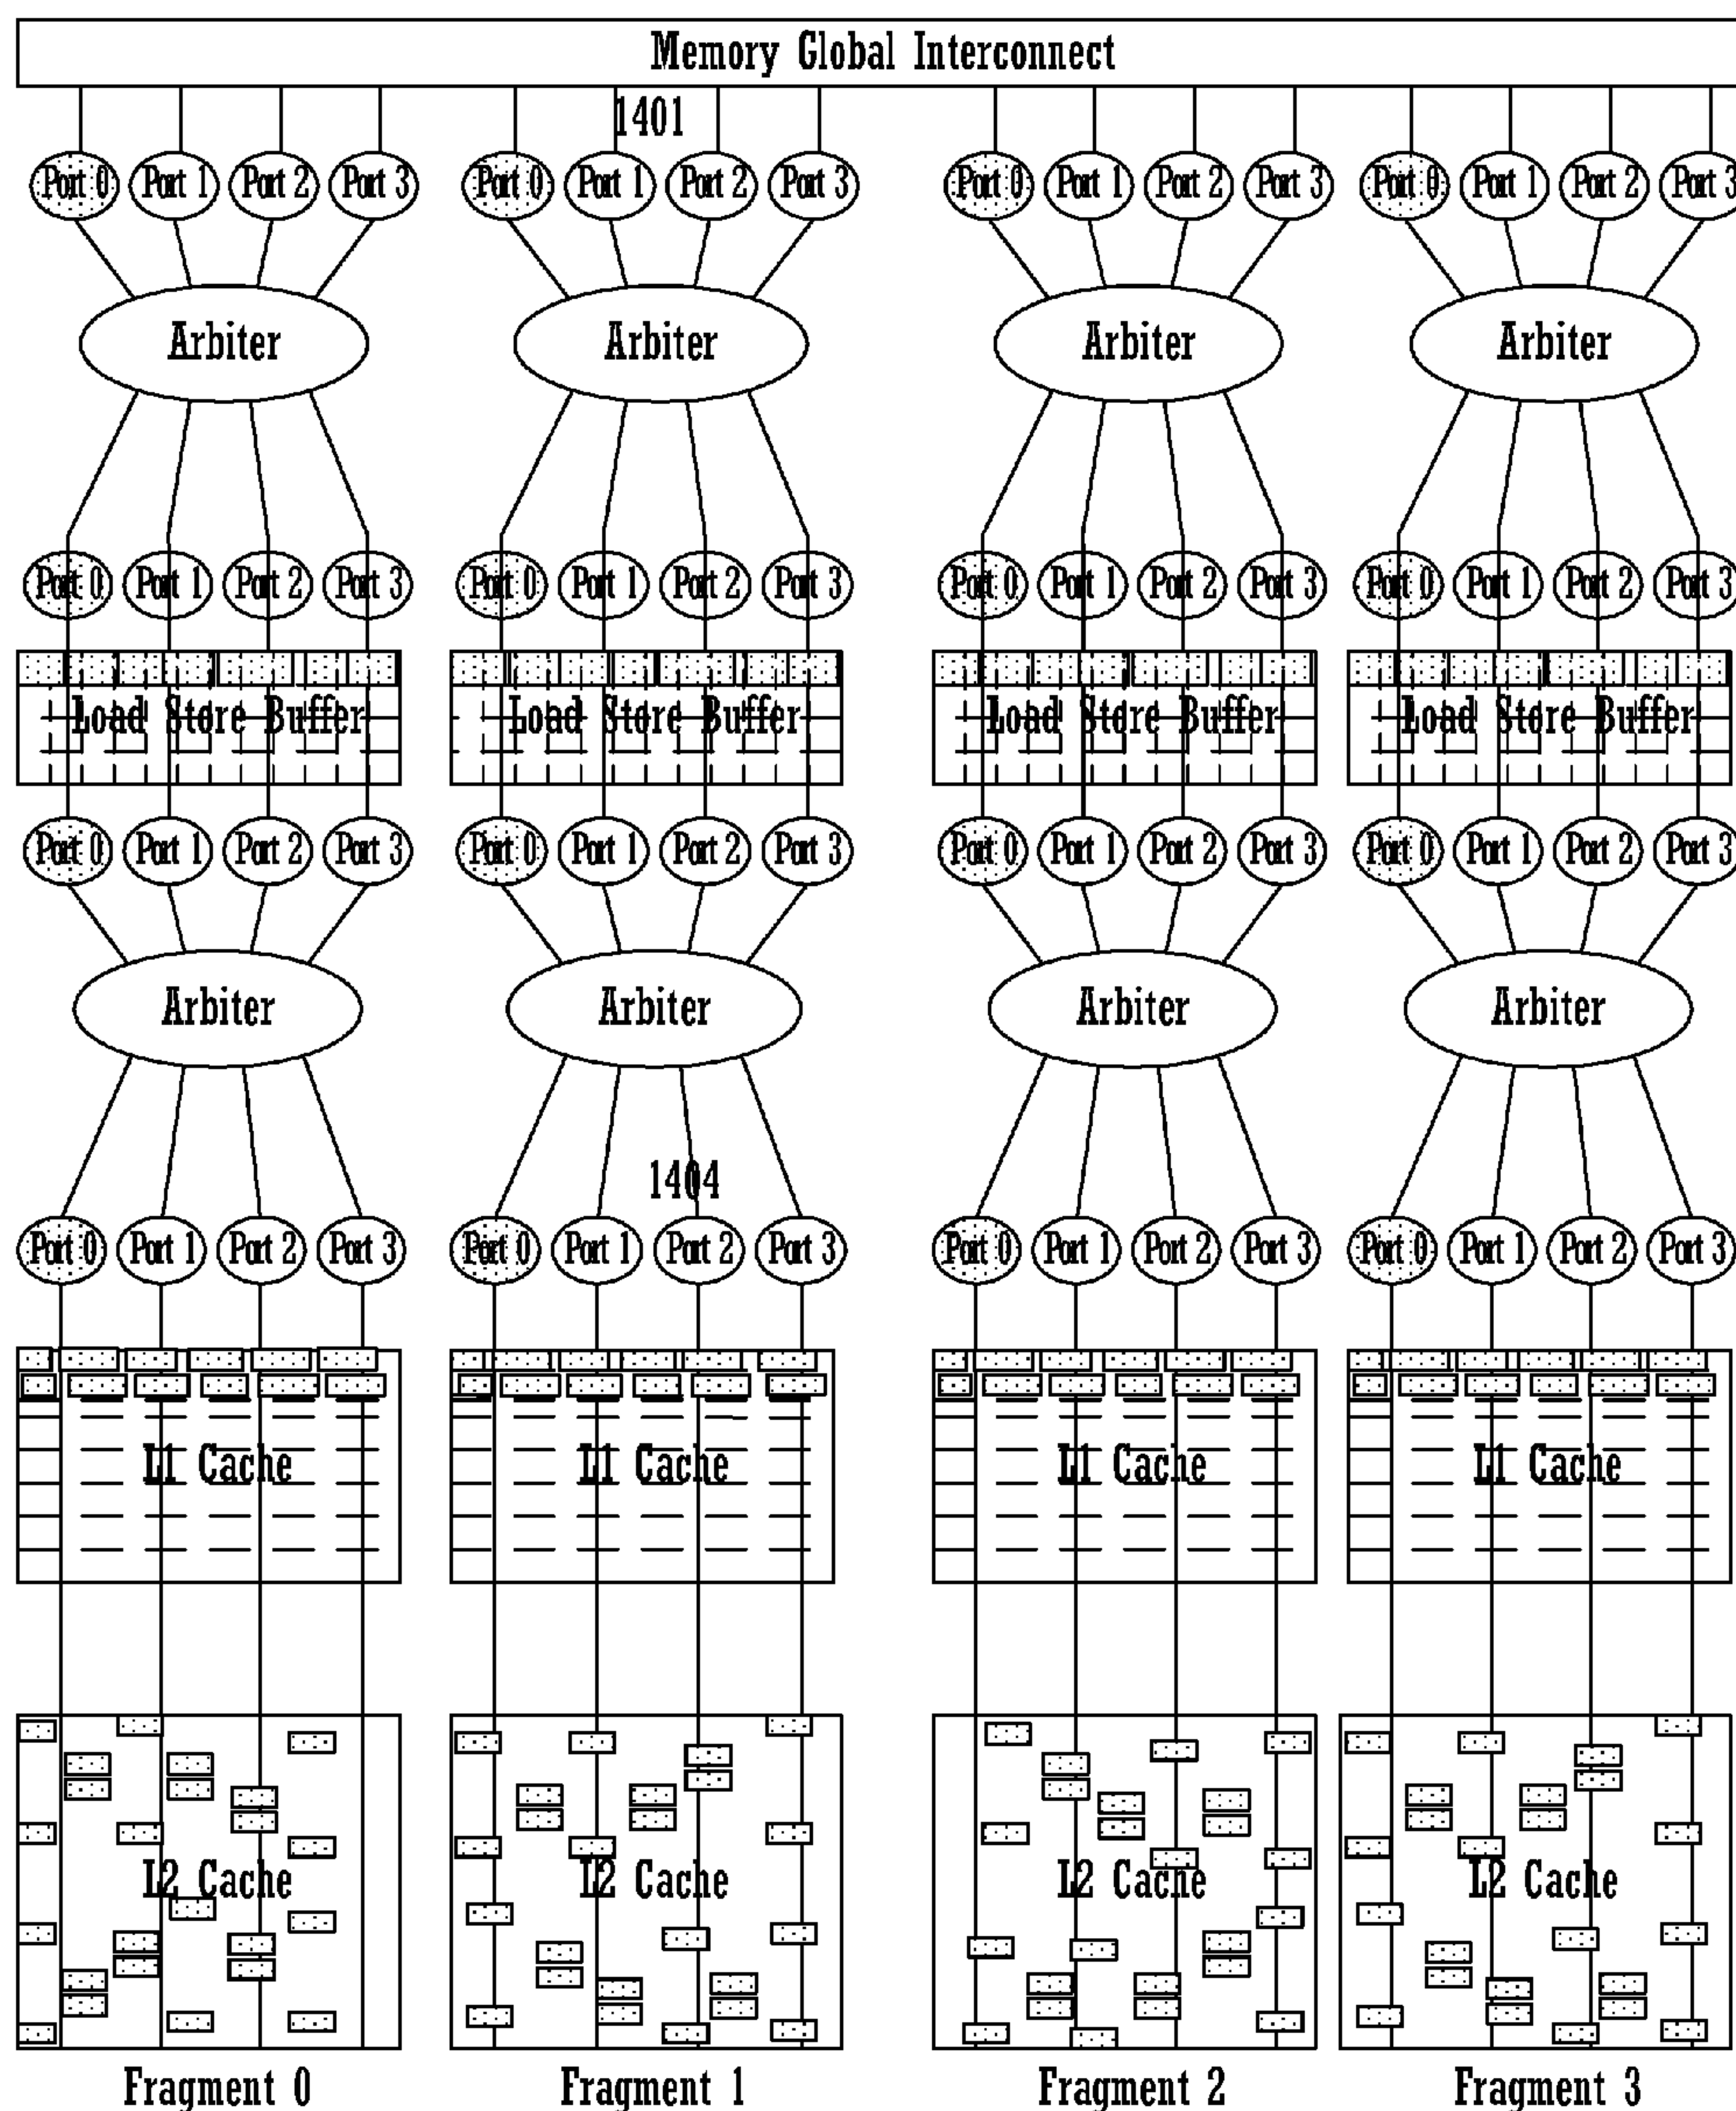 Memory Global Interconnect
1401
Port 0 Port 1 Port 2 Port 3 Port 0 Port 1 Port 2 Port 3 Port 0 Port 1 Port 2 Port 3 Port 0 Port 1 Port 2 Port 3
Arbiter Arbiter Arbiter Arbiter
Port 0 Port 1 Port 2 Port 3 Port 0 Port 1 Port 2 Port 3 Port 0 Port 1 Port 2 Port 3 Port 0 Port 1 Port 2 Port 3
Load Store Buffer Load Store Buffer Load Store Buffer Load Store Buffer
Port 0 Port 1 Port 2 Port 3 Port 0 Port 1 Port 2 Port 3 Port 0 Port 1 Port 2 Port 3 Port 0 Port 1 Port 2 Port 3
Arbiter Arbiter Arbiter Arbiter
1404
Port 0 Port 1 Port 2 Port 3 Port 0 Port 1 Port 2 Port 3 Port 0 Port 1 Port 2 Port 3 Port 0 Port 1 Port 2 Port 3
L1 Cache L1 Cache L1 Cache L1 Cache
L2 Cache L2 Cache L2 Cache L2 Cache
Fragment 0 Fragment 1 Fragment 2 Fragment 3